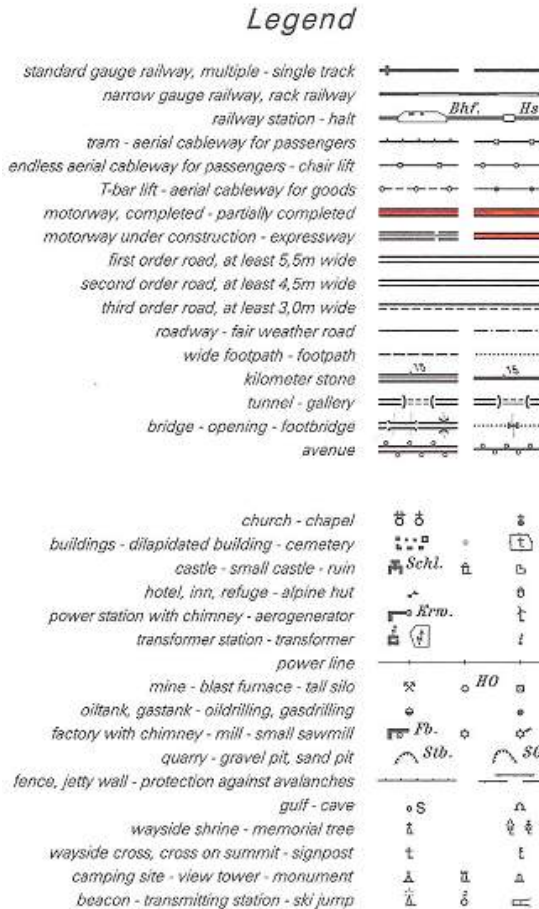 Legend
standard gauge railway, multiple - single track
narrow gauge railway, rack railway
railway station - halt Bhf. Hs
tram - aerial cableway for passengers
endless aerial cableway for passengers - chair lift
T-bar lift - aerial cableway for goods
motorway, completed - partially completed
motorway under construction - expressway
first order road, at least 5,5m wide
second order road, at least 4,5m wide
third order road, at least 3,0m wide
roadway - fair weather road
wide footpath - footpath
kilometer stone 15 15
tunnel - gallery
bridge - opening - footbridge
avenue
church - chapel
buildings - dilapidated building - cemetery
castle - small castle - ruin Schl.
hotel, inn, refuge - alpine hut
power station with chimney - aerogenerator Krw.
transformer station - transformer
power line
mine - blast furnace - tall silo HO
oiltank, gastank - oildrilling, gasdrilling
factory with chimney - mill - small sawmill Fb.
quarry - gravel pit, sand pit Stb.
fence, jetty wall - protection against avalanches
gulf - cave S
wayside shrine - memorial tree
wayside cross, cross on summit - signpost
camping site - view tower - monument
beacon - transmitting station - ski jump